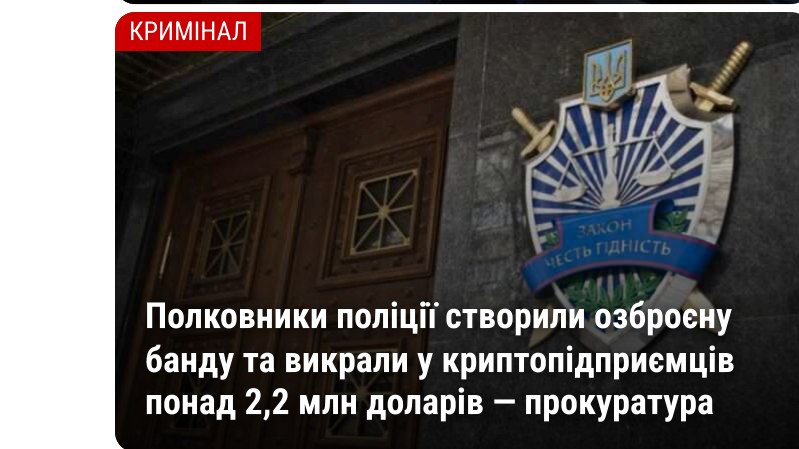 КРИМІНАЛ
ЗАКОН
ЧЕСТЬ ГІДНІСТЬ
Полковники поліції створили озброєну
банду та викрали у криптопідприємців
понад 2,2 млн доларів — прокуратура